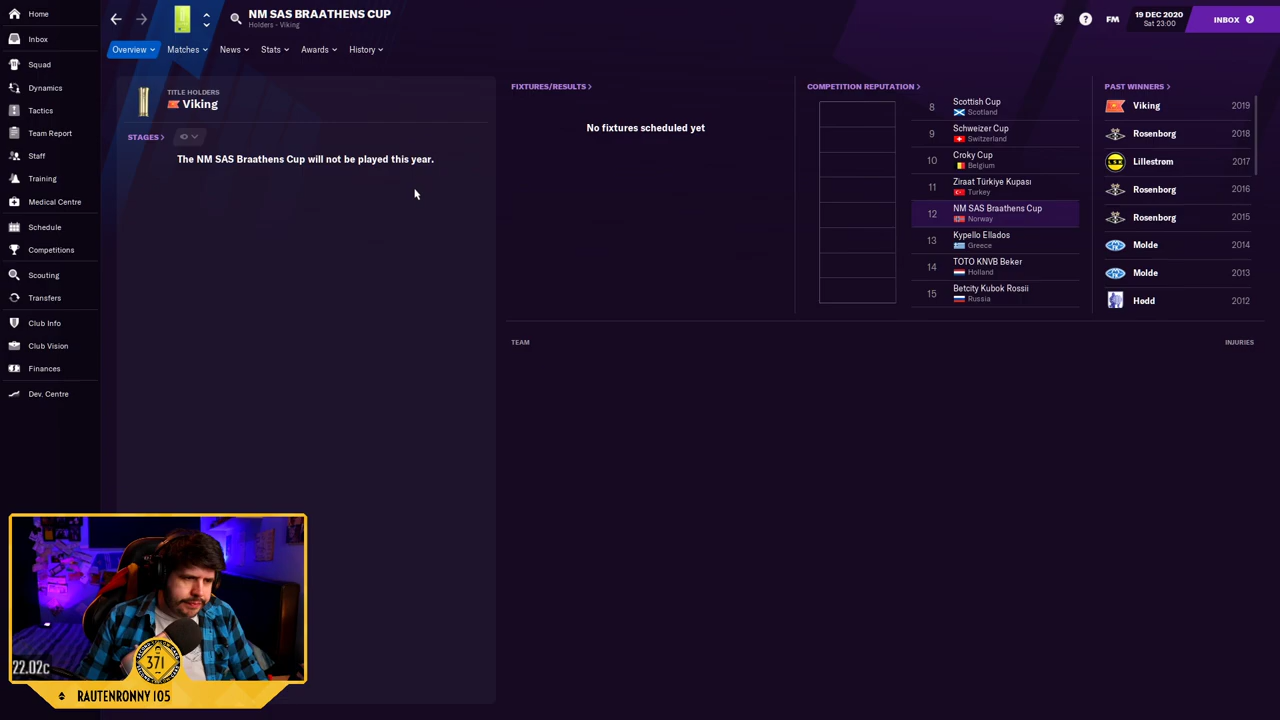 Home
Inbox
Squad
Dynamics
Tactics
Team Report
Staff
Training
Medical Centre
Schedule
Competitions
Scouting
Transfers
Club Info
Club Vision
Finances
Dev. Centre
NM SAS BRAATHENS CUP
Holders - Viking
? FM
19 DEC 2020
Sat 23:00
INBOX
Overview Matches News Stats Awards History
TITLE HOLDERS
Viking
STAGES
The NM SAS Braathens Cup will not be played this year.
FIXTURES/RESULTS
No fixtures scheduled yet
COMPETITION REPUTATION
8 Scottish Cup
Scotland
9 Schweizer Cup
Switzerland
10 Croky Cup
Belgium
11 Ziraat Türkiye Kupası
Turkey
12 NM SAS Braathens Cup
Norway
13 Kypello Ellados
Greece
14 TOTO KNVB Beker
Holland
15 Betcity Kubok Rossii
Russia
PAST WINNERS
Viking 2019
Rosenborg 2018
LSK Lillestrøm 2017
Rosenborg 2016
Rosenborg 2015
Molde 2014
Molde 2013
Hødd 2012
TEAM INJURIES
22.02c
371
RAUTENRONNY105